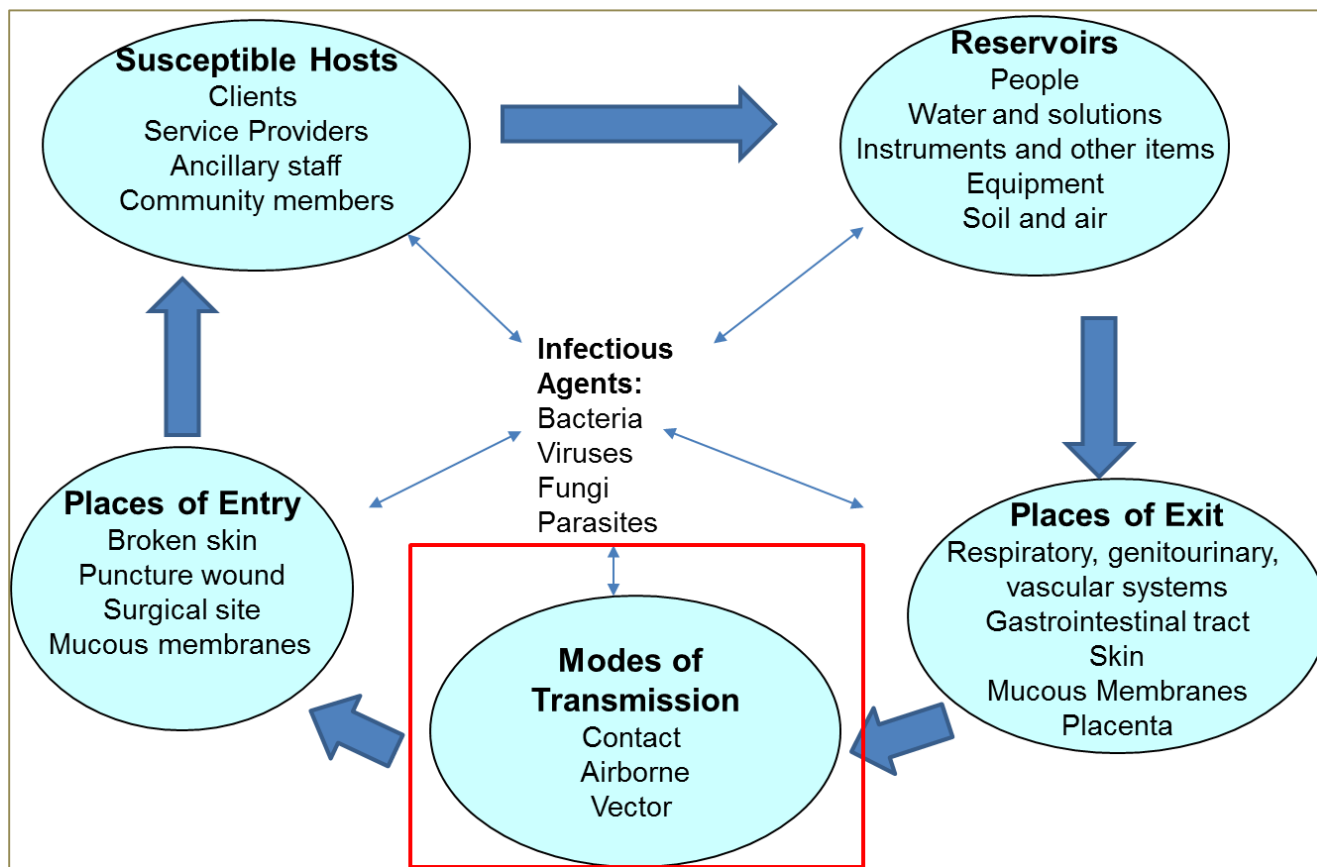 Susceptible Hosts
Clients
Service Providers
Ancillary staff
Community members
Reservoirs
People
Water and solutions
Instruments and other items
Equipment
Soil and air
Infectious
Agents:
Bacteria
Viruses
Fungi
Parasites
Places of Entry
Broken skin
Puncture wound
Surgical site
Mucous membranes
Places of Exit
Respiratory, genitourinary,
vascular systems
Gastrointestinal tract
Skin
Mucous Membranes
Placenta
Modes of
Transmission
Contact
Airborne
Vector